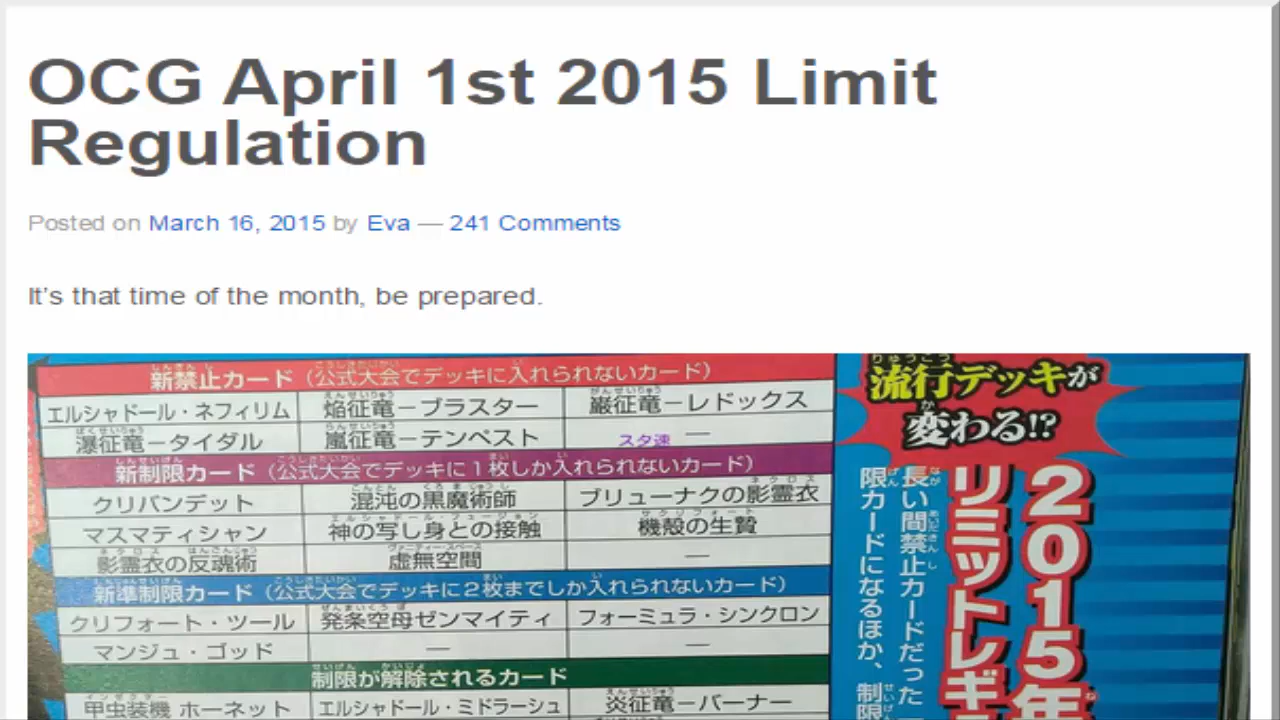 OCG April 1st 2015 Limit
Regulation
Posted on March 16, 2015 by Eva — 241 Comments
It's that time of the month, be prepared.
新禁止カード（公式大会でデッキに入れられないカード）
エルシャドール・ネフィリム 焔征竜－ブラスター 巌征竜－レドックス
瀑征竜－タイダル 嵐征竜－テンペスト —
スタ速
新制限カード（公式大会でデッキに1枚しか入れられないカード）
クリバンデット 混沌の黒魔術師 ブリューナクの影霊衣
マスマティシャン 神の写し身との接触 機殻の生贄
影霊衣の反魂術 虚無空間 —
新準制限カード（公式大会でデッキに2枚までしか入れられないカード）
クリフォート・ツール 発条空母ゼンマイティ フォーミュラ・シンクロン
マンジュ・ゴッド — —
制限が解除されるカード
甲虫装機 ホーネット エルシャドール・ミドラーシュ 炎征竜－バーナー
流行デッキが
変わる!?
2015年
リミットレギ
長い間禁止カードだった
限カードになるほか、制限